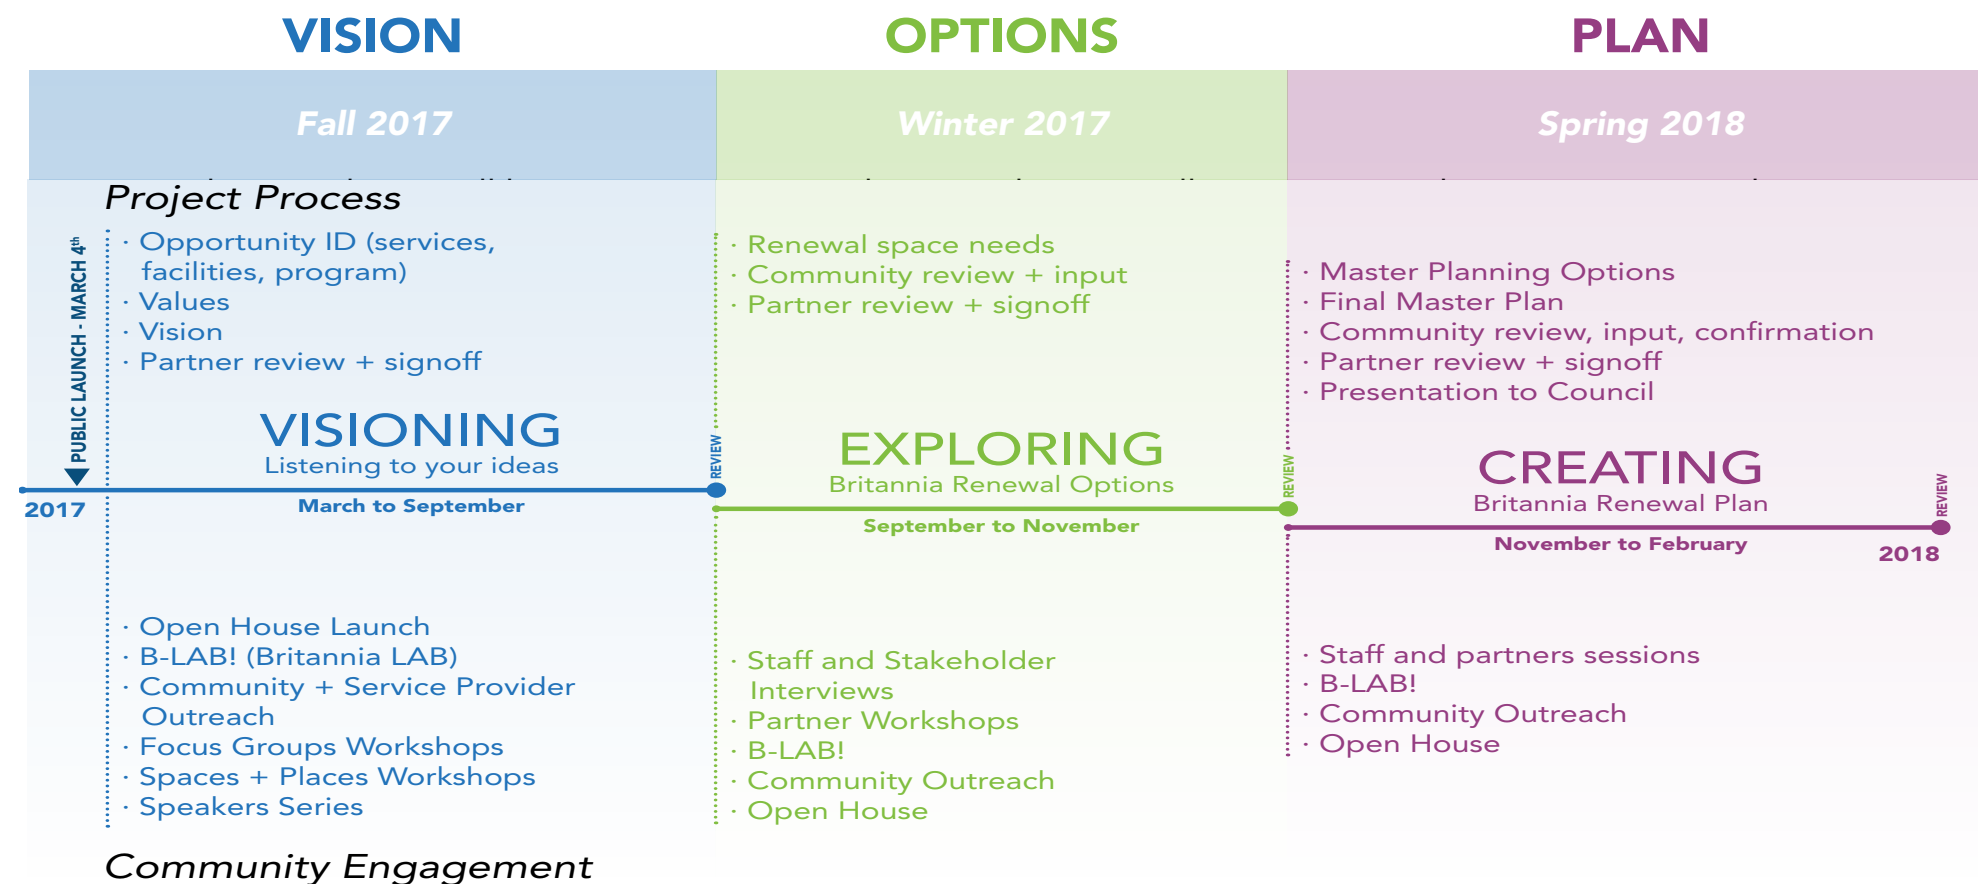 VISION
OPTIONS
PLAN
Fall 2017
Winter 2017
Spring 2018
Project Process
PUBLIC LAUNCH - MARCH 4th
· Opportunity ID (services,
facilities, program)
· Values
· Vision
· Partner review + signoff
VISIONING
Listening to your ideas
REVIEW
2017
March to September
· Open House Launch
· B-LAB! (Britannia LAB)
· Community + Service Provider
Outreach
· Focus Groups Workshops
· Spaces + Places Workshops
· Speakers Series
· Renewal space needs
· Community review + input
· Partner review + signoff
EXPLORING
Britannia Renewal Options
REVIEW
September to November
· Staff and Stakeholder
Interviews
· Partner Workshops
· B-LAB!
· Community Outreach
· Open House
· Master Planning Options
· Final Master Plan
· Community review, input, confirmation
· Partner review + signoff
· Presentation to Council
CREATING
Britannia Renewal Plan
REVIEW
November to February
2018
· Staff and partners sessions
· B-LAB!
· Community Outreach
· Open House
Community Engagement